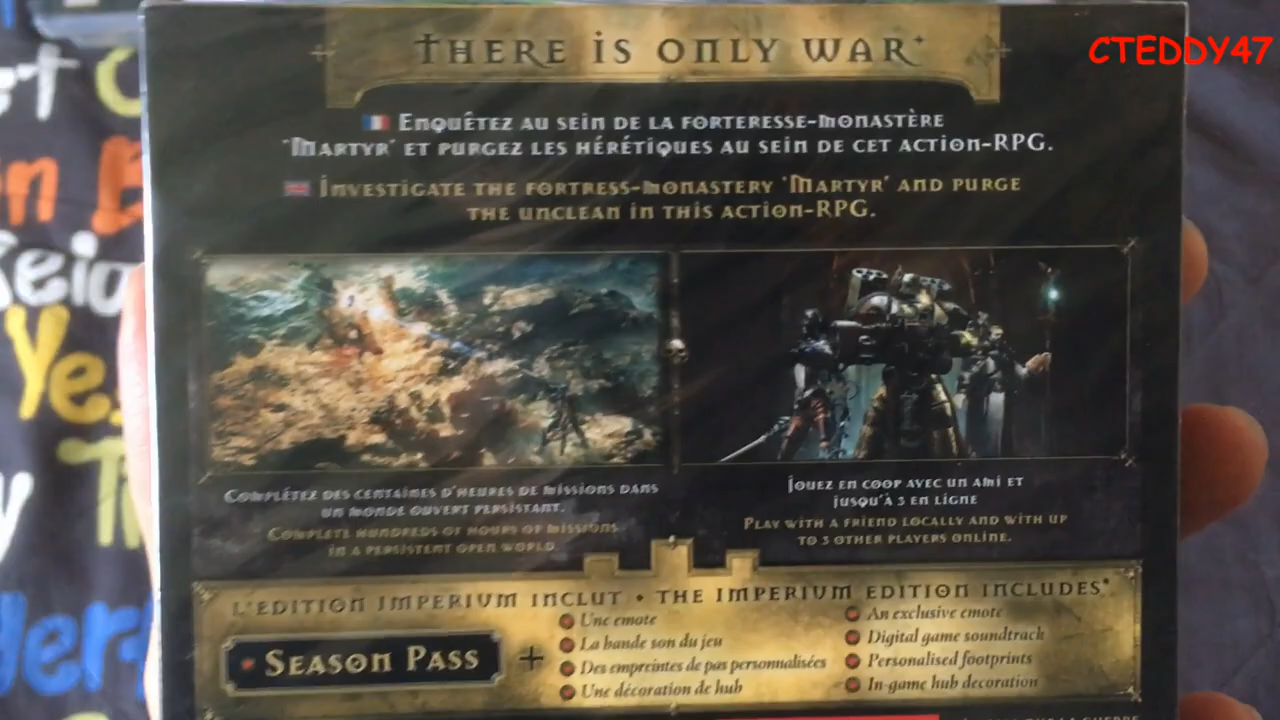 THERE IS ONLY WAR
CTEDDY47
ENQUÊTEZ AU SEIN DE LA FORTERESSE-MONASTÈRE
"MARTYR" ET PURGEZ LES HÉRÉTIQUES AU SEIN DE CET ACTION-RPG.
INVESTIGATE THE FORTRESS-MONASTERY "MARTYR" AND PURGE
THE UNCLEAN IN THIS ACTION-RPG.
COMPLÉTEZ DES CENTAINES D'HEURES DE MISSIONS DANS
UN MONDE OUVERT PERSISTANT.
COMPLETE HUNDREDS OF HOURS OF MISSIONS
IN A PERSISTENT OPEN WORLD
JOUEZ EN COOP AVEC UN AMI ET
JUSQU'À 3 EN LIGNE
PLAY WITH A FRIEND LOCALLY AND WITH UP
TO 3 OTHER PLAYERS ONLINE.
L'EDITION IMPERIUM INCLUT • THE IMPERIUM EDITION INCLUDES*
SEASON PASS
+
Une emote
La bande son du jeu
Des empreintes de pas personnalisées
Une décoration de hub
An exclusive emote
Digital game soundtrack
Personalised footprints
In-game hub decoration